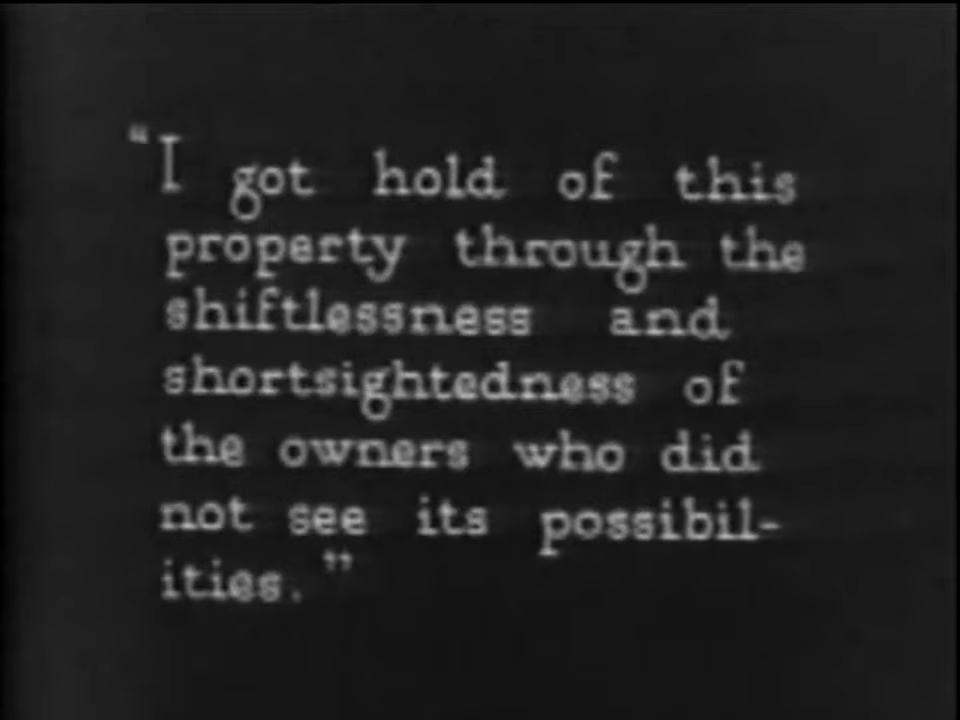 “I got hold of this
property through the
shiftlessness and
shortsightedness of
the owners who did
not see its possibil-
ities.”